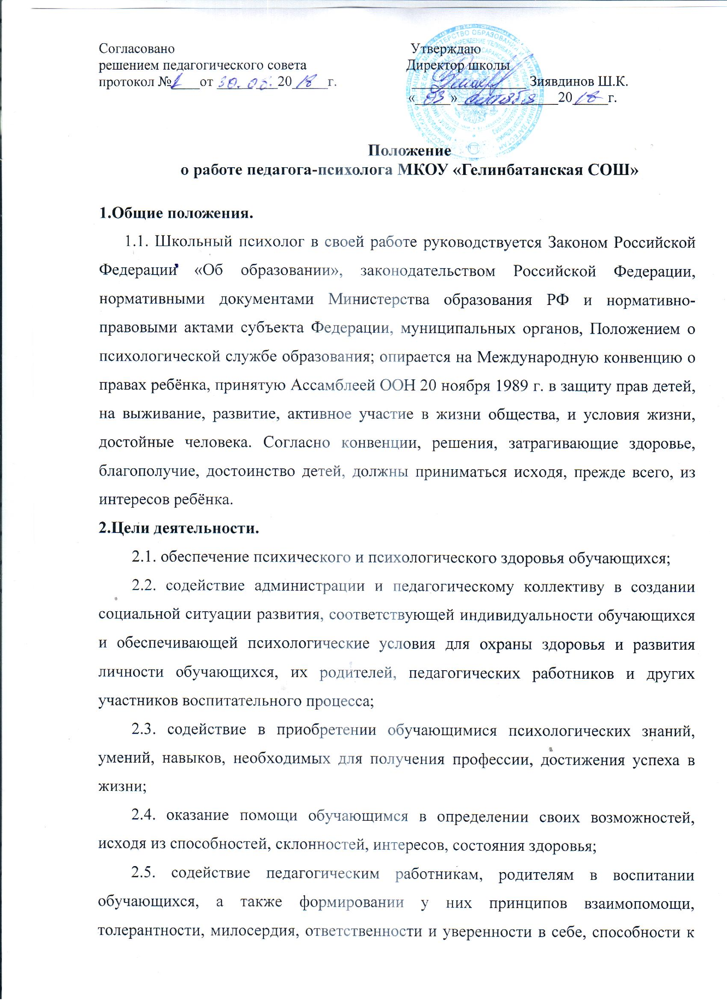 Согласовано Утверждаю
решением педагогического совета Директор школы
протокол №1 от 30.08.2018 г. Зиявдинов Ш.К.
«03» сентября 2018 г.
Положение
о работе педагога-психолога МКОУ «Гелинбатанская СОШ»
1.Общие положения.
1.1. Школьный психолог в своей работе руководствуется Законом Российской
Федерации «Об образовании», законодательством Российской Федерации,
нормативными документами Министерства образования РФ и нормативно-
правовыми актами субъекта Федерации, муниципальных органов, Положением о
психологической службе образования; опирается на Международную конвенцию о
правах ребёнка, принятую Ассамблеей ООН 20 ноября 1989 г. в защиту прав детей,
на выживание, развитие, активное участие в жизни общества, и условия жизни,
достойные человека. Согласно конвенции, решения, затрагивающие здоровье,
благополучие, достоинство детей, должны приниматься исходя, прежде всего, из
интересов ребёнка.
2.Цели деятельности.
2.1. обеспечение психического и психологического здоровья обучающихся;
2.2. содействие администрации и педагогическому коллективу в создании
социальной ситуации развития, соответствующей индивидуальности обучающихся
и обеспечивающей психологические условия для охраны здоровья и развития
личности обучающихся, их родителей, педагогических работников и других
участников воспитательного процесса;
2.3. содействие в приобретении обучающимися психологических знаний,
умений, навыков, необходимых для получения профессии, достижения успеха в
жизни;
2.4. оказание помощи обучающимся в определении своих возможностей,
исходя из способностей, склонностей, интересов, состояния здоровья;
2.5. содействие педагогическим работникам, родителям в воспитании
обучающихся, а также формировании у них принципов взаимопомощи,
толерантности, милосердия, ответственности и уверенности в себе, способности к